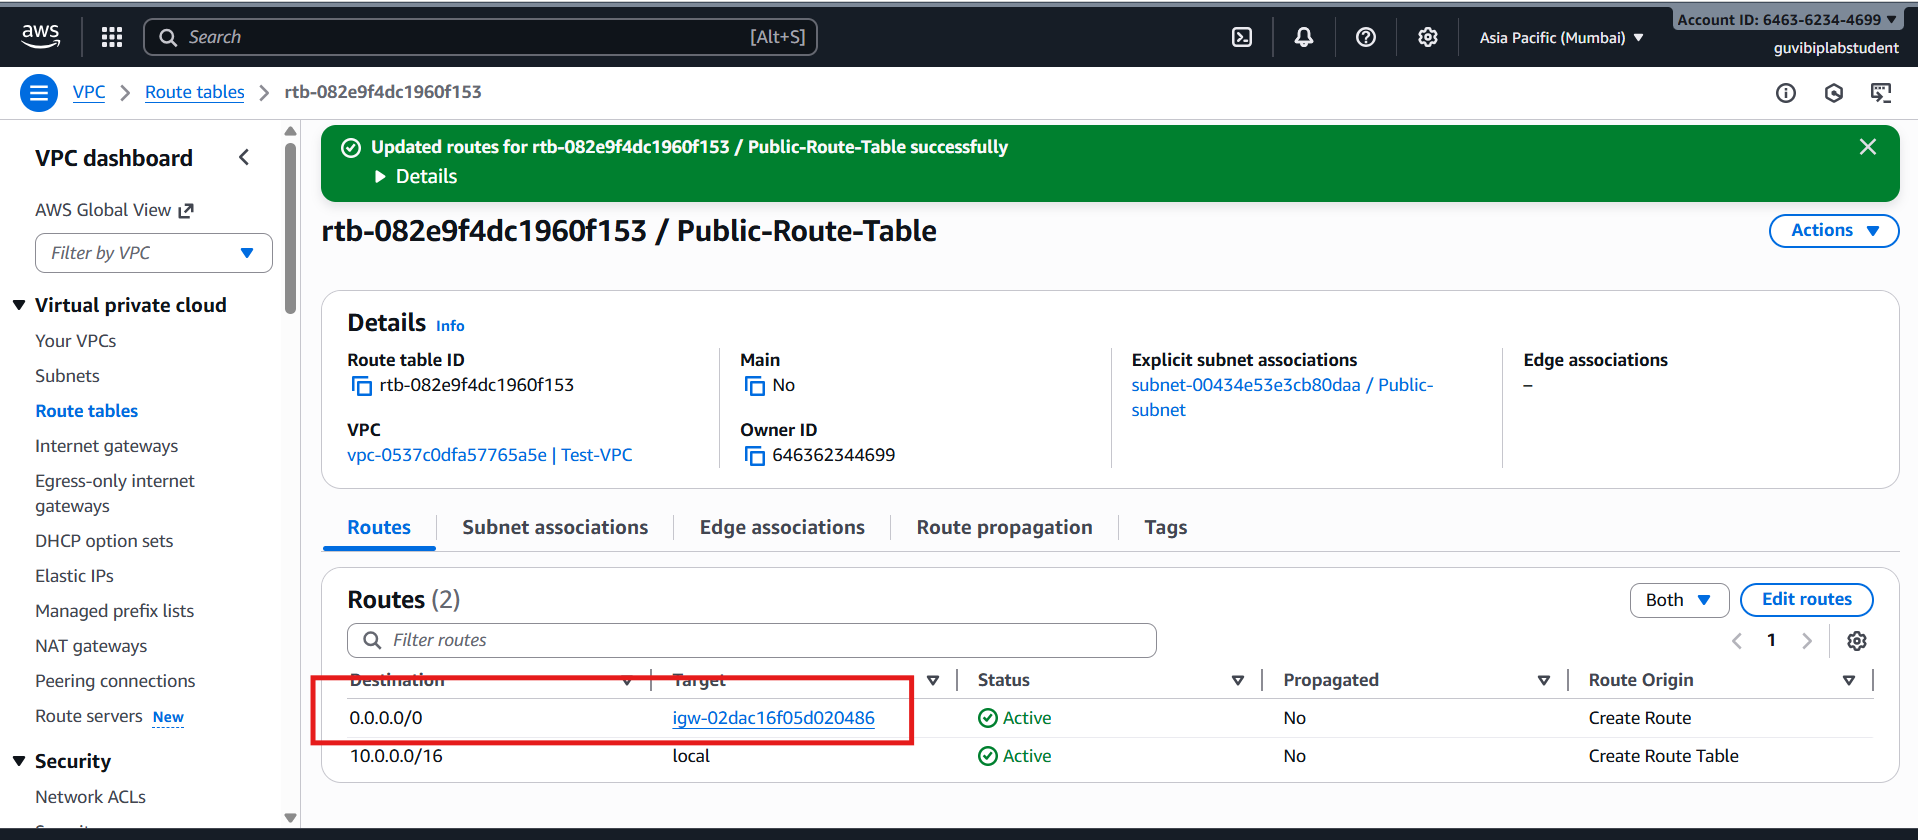 aws
Search [Alt+S]
Asia Pacific (Mumbai)
Account ID: 6463-6234-4699
guvibiplabstudent
VPC
Route tables
rtb-082e9f4dc1960f153
VPC dashboard
AWS Global View
Filter by VPC
Virtual private cloud
Your VPCs
Subnets
Route tables
Internet gateways
Egress-only internet
gateways
DHCP option sets
Elastic IPs
Managed prefix lists
NAT gateways
Peering connections
Route servers New
Security
Network ACLs
Updated routes for rtb-082e9f4dc1960f153 / Public-Route-Table successfully
Details
rtb-082e9f4dc1960f153 / Public-Route-Table
Actions
Details Info
Route table ID
rtb-082e9f4dc1960f153
VPC
vpc-0537c0dfa57765a5e | Test-VPC
Main
No
Owner ID
646362344699
Explicit subnet associations
subnet-00434e53e3cb80daa / Public-
subnet
Edge associations
–
Routes Subnet associations Edge associations Route propagation Tags
Routes (2)
Both
Edit routes
Filter routes
1
Destination Target Status Propagated Route Origin
0.0.0.0/0 igw-02dac16f05d020486 Active No Create Route
10.0.0.0/16 local Active No Create Route Table